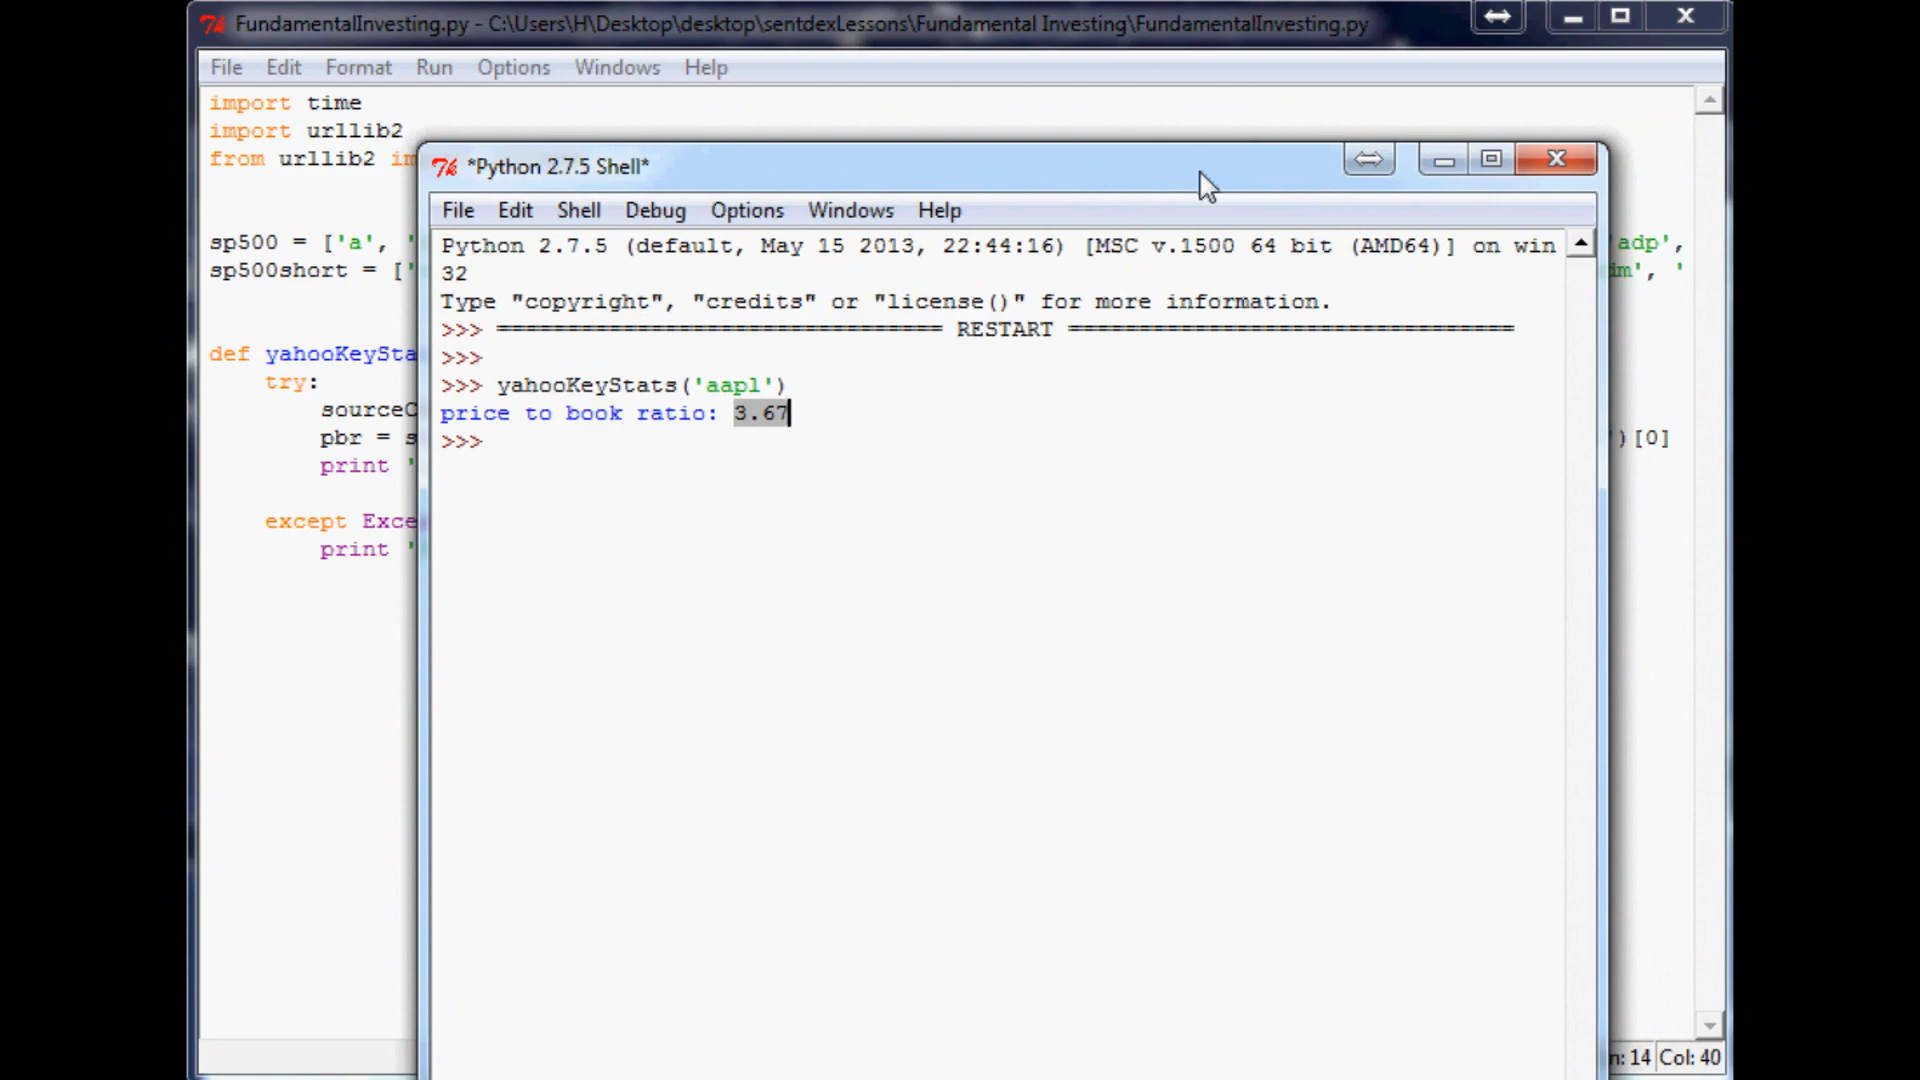 FundamentalInvesting.py - C:\Users\H\Desktop\desktop\sentdexLessons\Fundamental Investing\FundamentalInvesting.py
File Edit Format Run Options Windows Help
import time
import urllib2
from urllib2 im
sp500 = ['a', ' adp',
sp500short = [' dm', '
def yahooKeySta
try:
sourceC
pbr = s ')[0]
print '
except Exce
print '
*Python 2.7.5 Shell*
File Edit Shell Debug Options Windows Help
Python 2.7.5 (default, May 15 2013, 22:44:16) [MSC v.1500 64 bit (AMD64)] on win
32
Type "copyright", "credits" or "license()" for more information.
>>> ================================ RESTART ================================
>>>
>>> yahooKeyStats('aapl')
price to book ratio: 3.67
>>>
n: 14 Col: 40